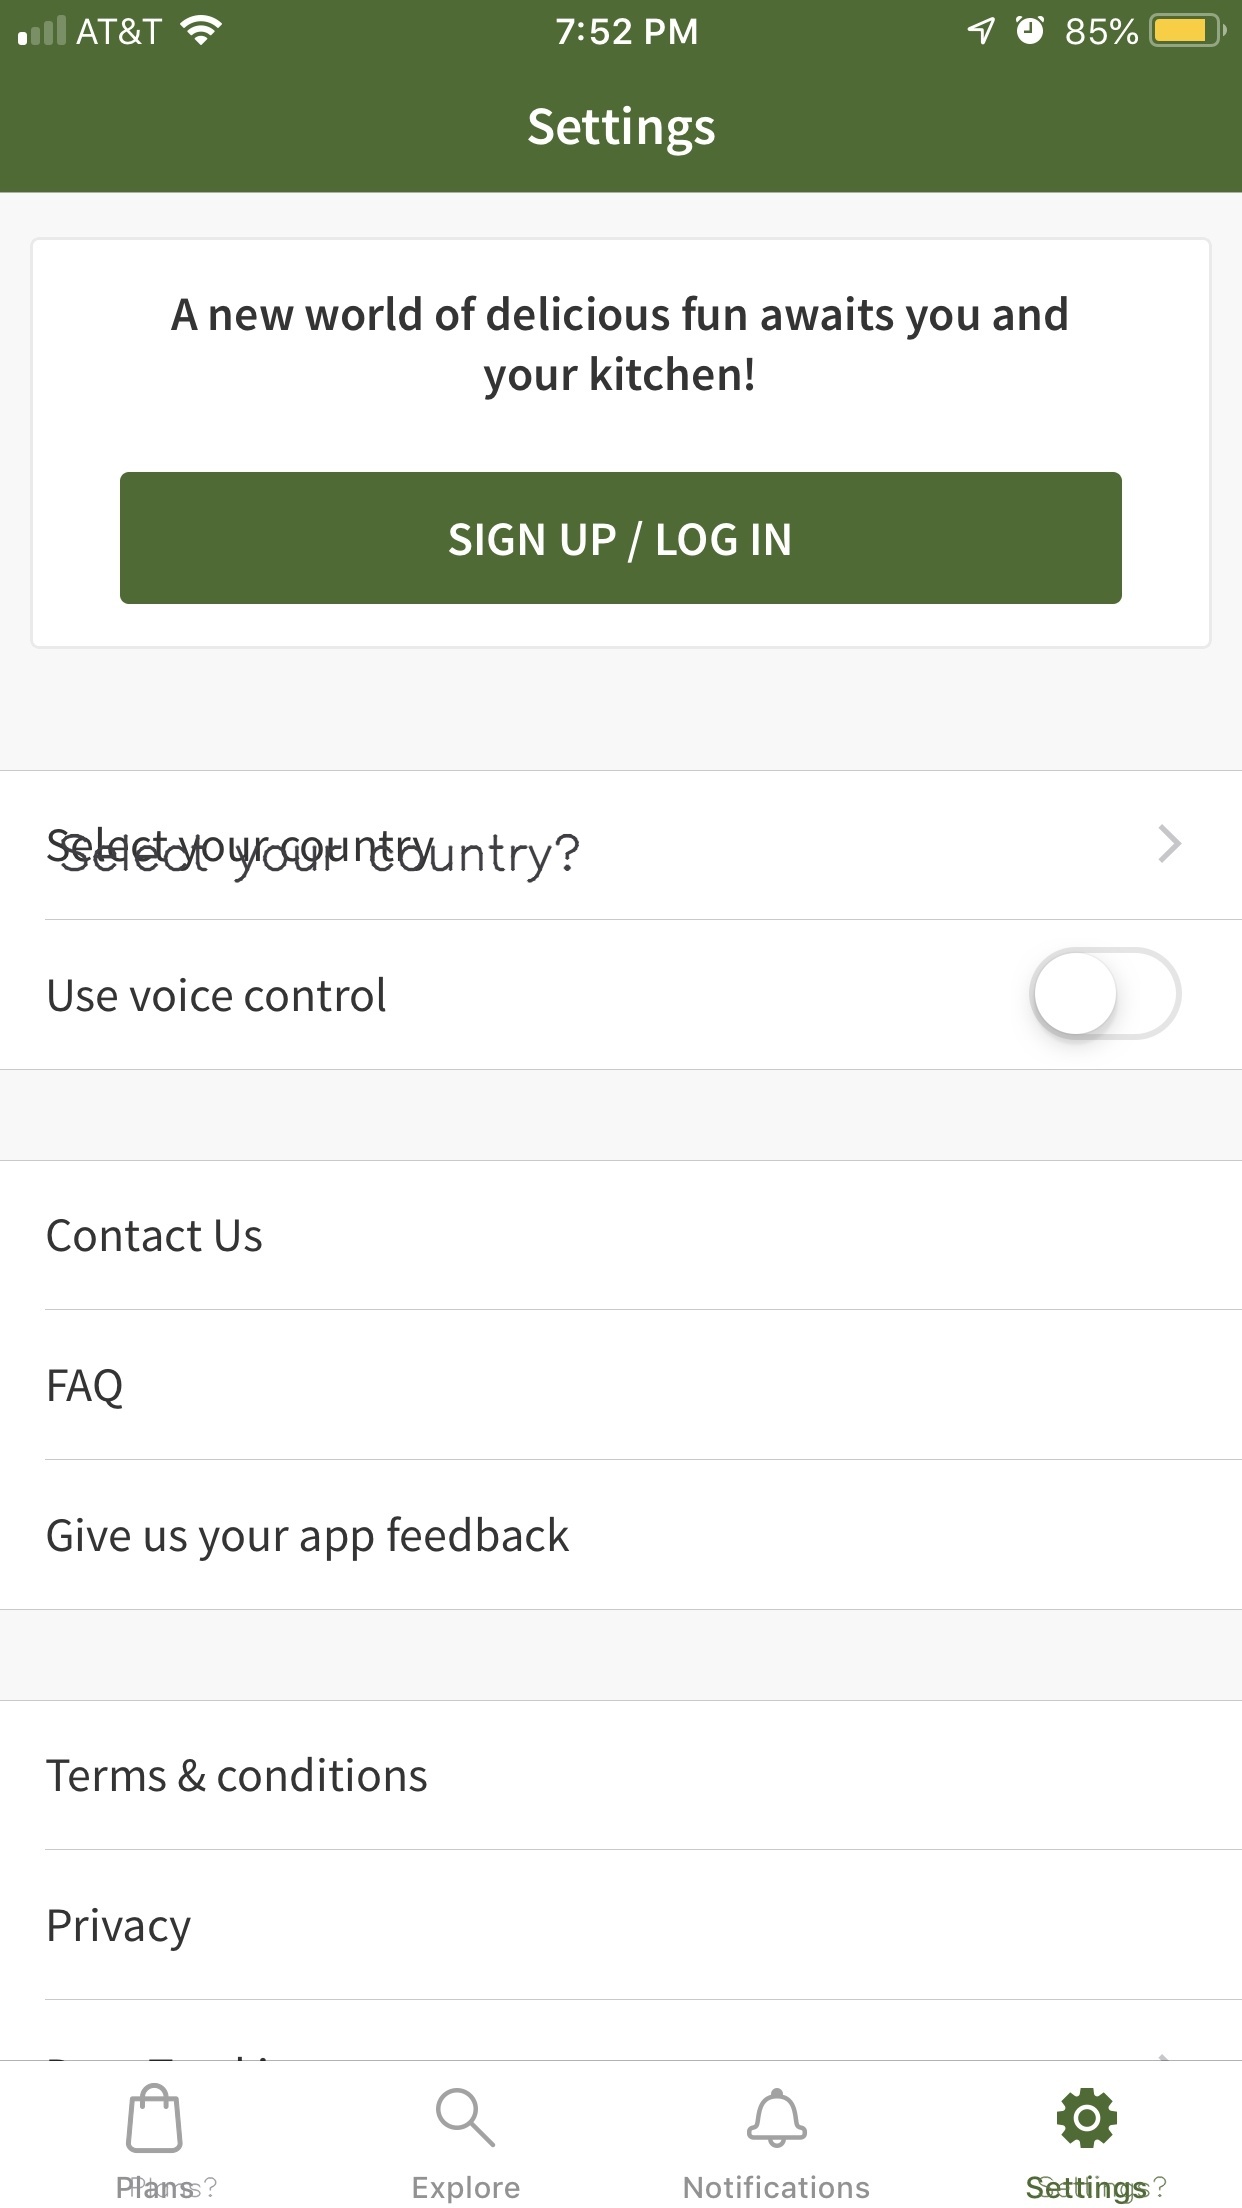 AT&T 7:52 PM 85%
Settings
A new world of delicious fun awaits you and
your kitchen!
SIGN UP / LOG IN
Select your country
Select your country?
Use voice control
Contact Us
FAQ
Give us your app feedback
Terms & conditions
Privacy
Plans Plans? Explore Notifications Settings Settings?